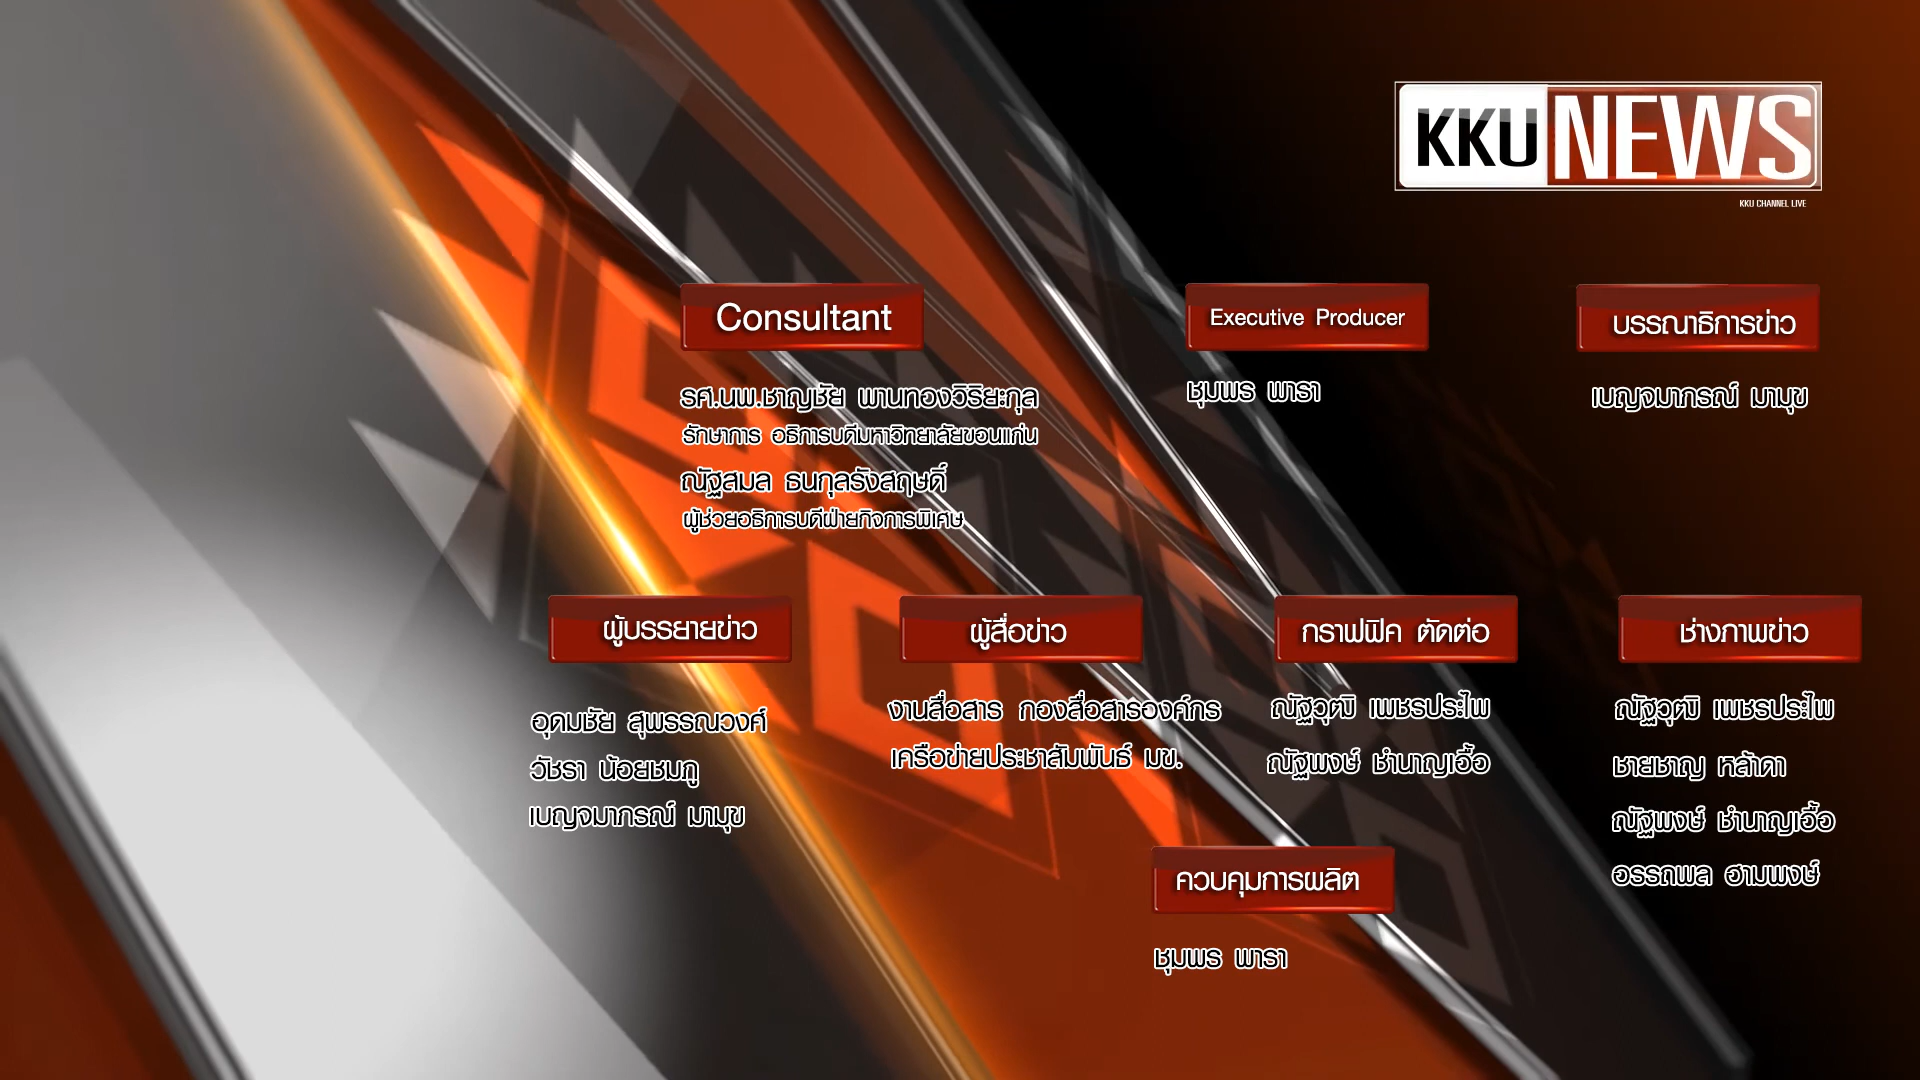 KKU NEWS
KKU CHANNEL LIVE
Consultant
รศ.นพ.ชาญชัย พานทองวิริยะกุล
รักษาการ อธิการบดีมหาวิทยาลัยขอนแก่น
ณัฐสมล ธนกุลรังสฤษดิ์
ผู้ช่วยอธิการบดีฝ่ายกิจการพิเศษ
Executive Producer
ชุมพร พารา
บรรณาธิการข่าว
เบญจมาภรณ์ มามุข
ผู้บรรยายข่าว
อุดมชัย สุพรรณวงศ์
วัชรา น้อยชมภู
เบญจมาภรณ์ มามุข
ผู้สื่อข่าว
งานสื่อสาร กองสื่อสารองค์กร
เครือข่ายประชาสัมพันธ์ มข.
กราฟฟิค ตัดต่อ
ณัฐวุฒิ เพชรประไพ
ณัฐพงษ์ ชำนาญเอื้อ
ช่างภาพข่าว
ณัฐวุฒิ เพชรประไพ
ชายชาญ หล้าดา
ณัฐพงษ์ ชำนาญเอื้อ
อรรถพล ฮามพงษ์
ควบคุมการผลิต
ชุมพร พารา